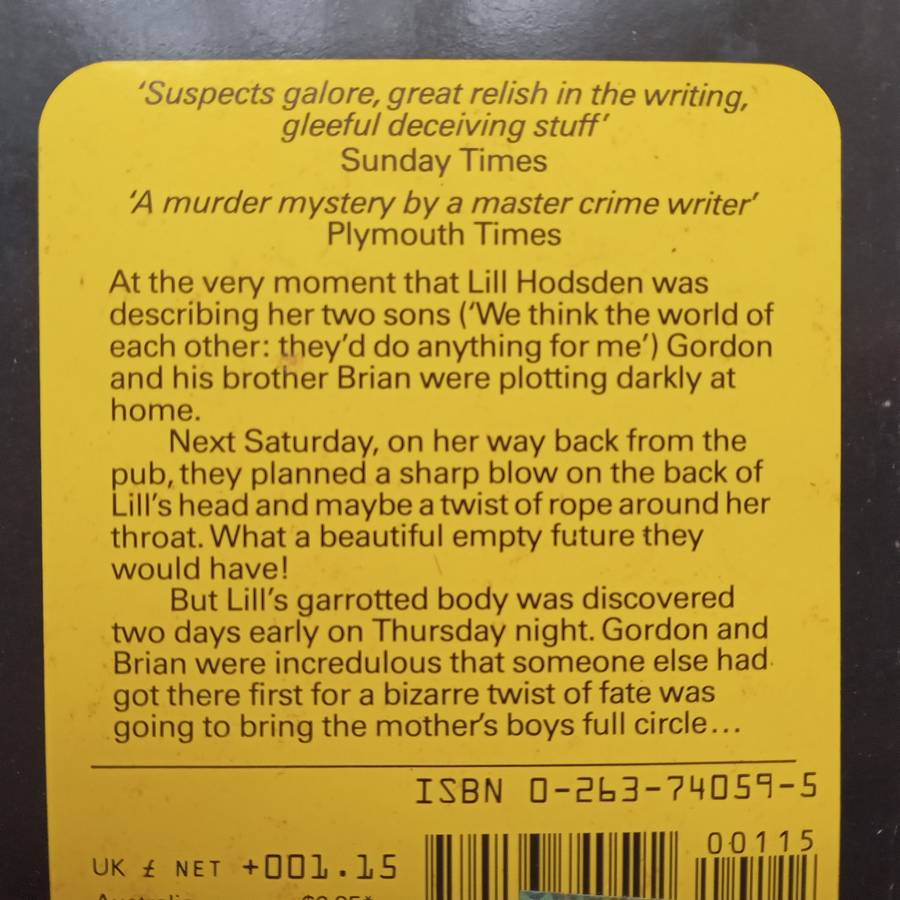 ‘Suspects galore, great relish in the writing,
gleeful deceiving stuff’
Sunday Times
‘A murder mystery by a master crime writer’
Plymouth Times
At the very moment that Lill Hodsden was
describing her two sons (‘We think the world of
each other: they’d do anything for me’) Gordon
and his brother Brian were plotting darkly at
home.
Next Saturday, on her way back from the
pub, they planned a sharp blow on the back of
Lill’s head and maybe a twist of rope around her
throat. What a beautiful empty future they
would have!
But Lill’s garrotted body was discovered
two days early on Thursday night. Gordon and
Brian were incredulous that someone else had
got there first for a bizarre twist of fate was
going to bring the mother’s boys full circle...
ISBN 0-263-74059-5
00115
UK £ NET +001.15